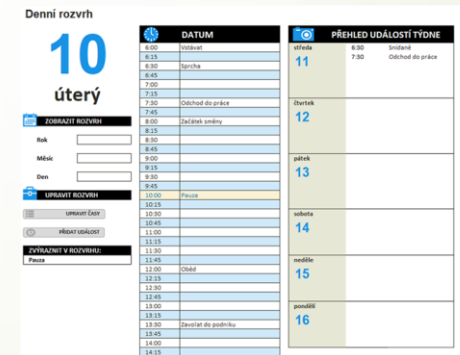 Denní rozvrh
10
úterý
ZOBRAZIT ROZVRH
Rok
Měsíc
Den
UPRAVIT ROZVRH
UPRAVIT ČASY
PŘIDAT UDÁLOST
ZVÝRAZNIT V ROZVRHU:
Pauza
DATUM
6:00 Vstávat
6:15
6:30 Sprcha
6:45
7:00
7:15
7:30 Odchod do práce
7:45
8:00 Začátek směny
8:15
8:30
8:45
9:00
9:15
9:30
9:45
10:00 Pauza
10:15
10:30
10:45
11:00
11:15
11:30
11:45
12:00 Oběd
12:15
12:30
12:45
13:00
13:15
13:30 Zavolat do podniku
13:45
14:00
14:15
PŘEHLED UDÁLOSTÍ TÝDNE
středa
11
6:30 Snídaně
7:30 Odchod do práce
čtvrtek
12
pátek
13
sobota
14
neděle
15
pondělí
16